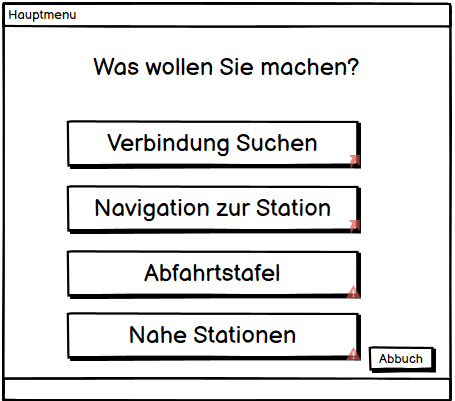 Hauptmenu
Was wollen Sie machen?
Verbindung Suchen
Navigation zur Station
Abfahrtstafel
Nahe Stationen
Abbuch